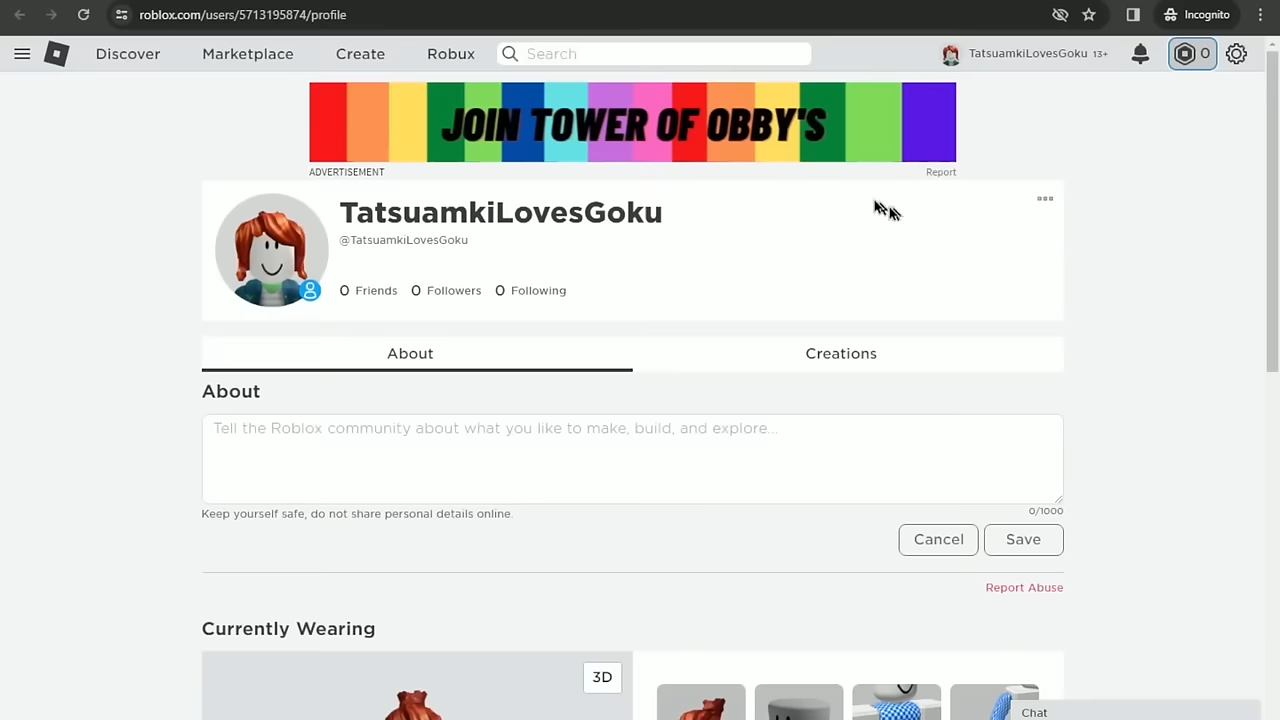 roblox.com/users/5713195874/profile
Incognito
Discover
Marketplace
Create
Robux
Search
TatsuamkiLovesGoku 13+
0
JOIN TOWER OF OBBY'S
ADVERTISEMENT
Report
TatsuamkiLovesGoku
@TatsuamkiLovesGoku
0 Friends 0 Followers 0 Following
About
Creations
About
Tell the Roblox community about what you like to make, build, and explore...
Keep yourself safe, do not share personal details online.
0/1000
Cancel
Save
Report Abuse
Currently Wearing
3D
Chat